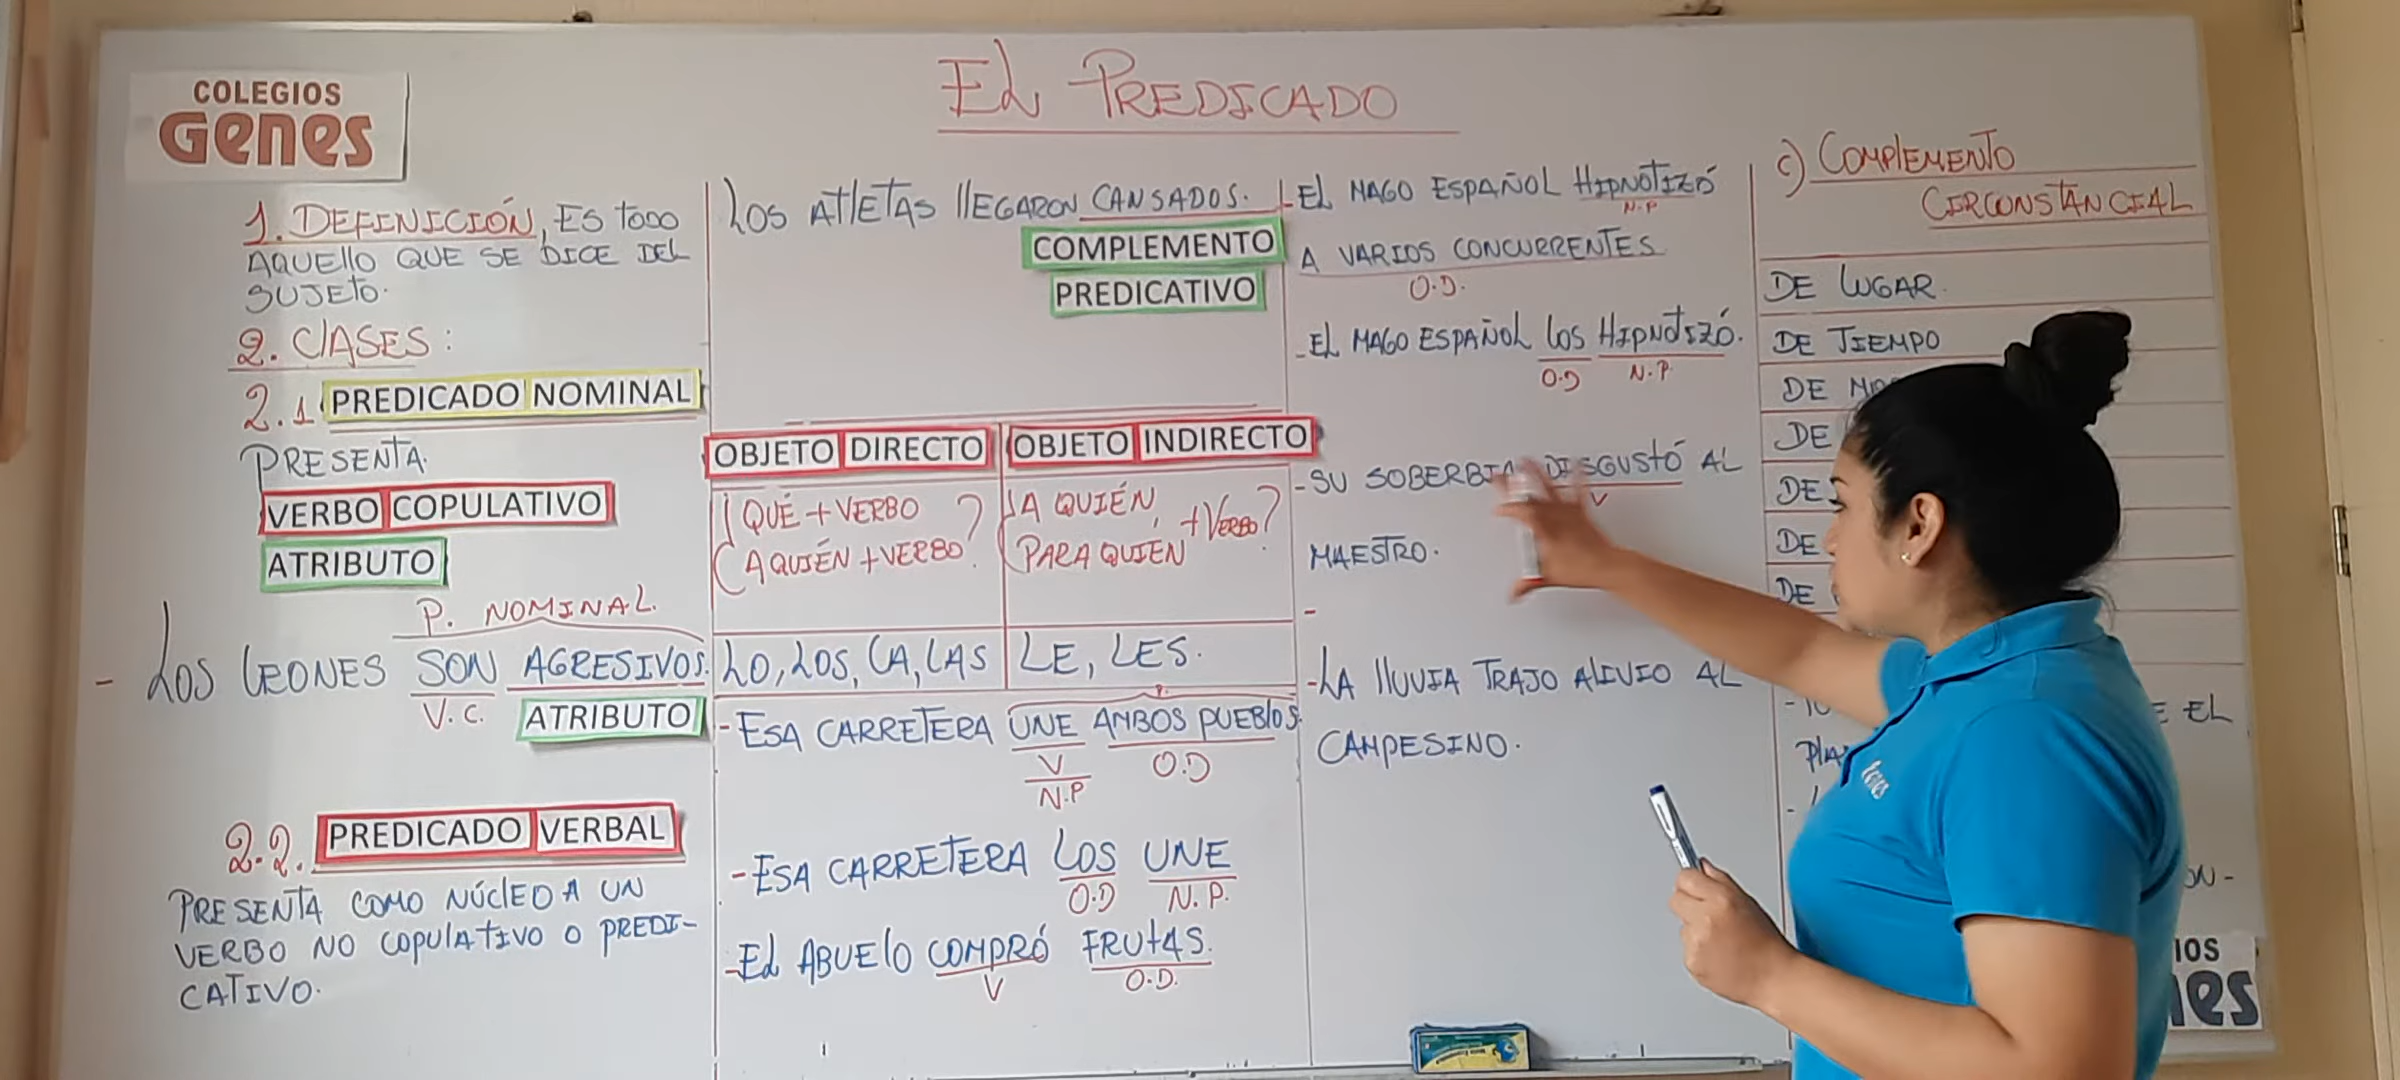 COLEGIOS
Genes
EL PREDICADO
1. DEFINICIÓN, ES TODO
AQUELLO QUE SE DICE DEL
SUJETO.
2. CLASES:
2.1 PREDICADO NOMINAL
PRESENTA
VERBO COPULATIVO
ATRIBUTO
P. NOMINAL.
- LOS LEONES SON AGRESIVOS.
V.C. ATRIBUTO
2.2. PREDICADO VERBAL
PRESENTA COMO NÚCLEO A UN
VERBO NO COPULATIVO O PREDI-
CATIVO.
LOS ATLETAS LLEGARON CANSADOS.
COMPLEMENTO
PREDICATIVO
OBJETO DIRECTO OBJETO INDIRECTO
¿QUÉ + VERBO ?
A QUIÉN + VERBO?
¿A QUIÉN + VERBO?
PARA QUIÉN
LO, LOS, LA, LAS LE, LES.
P.
- ESA CARRETERA UNE AMBOS PUEBLOS.
V O.D
N.P
- ESA CARRETERA LOS UNE
O.D N.P.
- EL ABUELO COMPRÓ FRUTAS.
V O.D.
- EL MAGO ESPAÑOL HIPNOTIZÓ
N.P
A VARIOS CONCURRENTES
O.D.
- EL MAGO ESPAÑOL LOS HIPNOTIZÓ.
O.D N.P.
- SU SOBERBIA DISGUSTÓ AL
V
MAESTRO.
-
- LA LLUVIA TRAJO ALIVIO AL
CAMPESINO.
C) COMPLEMENTO
CIRCUNSTANCIAL
DE LUGAR.
DE TIEMPO
DE
DE
DE
DE
DE
EL
Genes